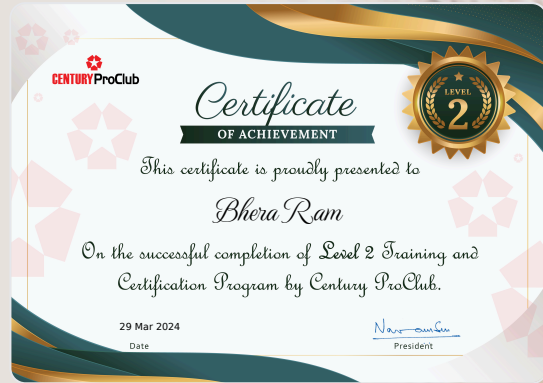 CENTURY ProClub
Certificate
OF ACHIEVEMENT
LEVEL
2
This certificate is proudly presented to
Bhera Ram
On the successful completion of Level 2 Training and
Certification Program by Century ProClub.
29 Mar 2024
Date
President